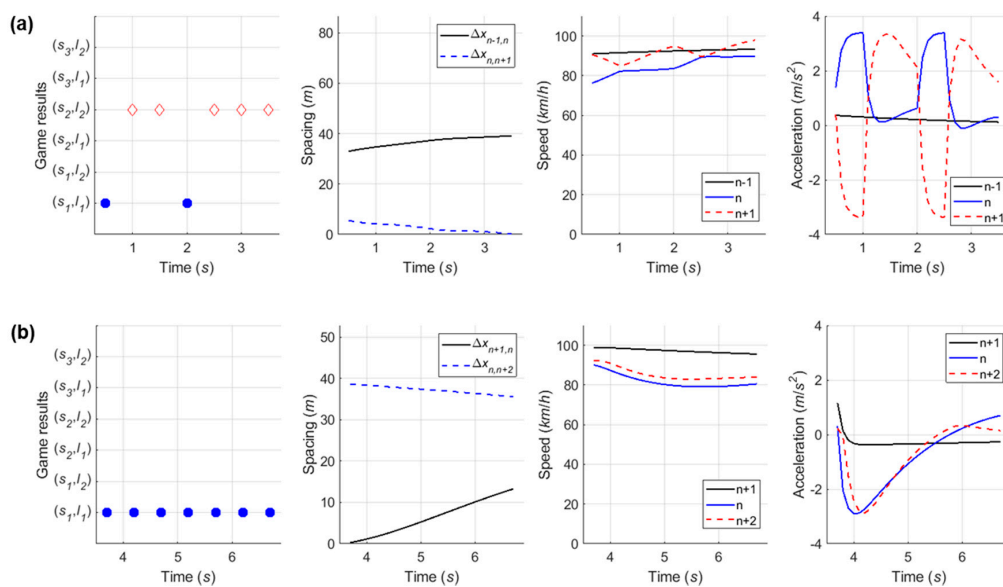 (a)
Game results
(s3,l2)
(s3,l1)
(s2,l2)
(s2,l1)
(s1,l2)
(s1,l1)
1 2 3
Time (s)
Spacing (m)
80
60
40
20
0
1 2 3
Time (s)
Δxn-1,n
Δxn,n+1
Speed (km/h)
100
80
60
40
20
0
1 2 3
Time (s)
n-1
n
n+1
Acceleration (m/s²)
4
2
0
-2
-4
1 2 3
Time (s)
n-1
n
n+1
(b)
Game results
(s3,l2)
(s3,l1)
(s2,l2)
(s2,l1)
(s1,l2)
(s1,l1)
4 5 6
Time (s)
Spacing (m)
50
40
30
20
10
0
4 5 6
Time (s)
Δxn+1,n
Δxn,n+2
Speed (km/h)
100
80
60
40
20
0
4 5 6
Time (s)
n+1
n
n+2
Acceleration (m/s²)
4
2
0
-2
-4
4 5 6
Time (s)
n+1
n
n+2